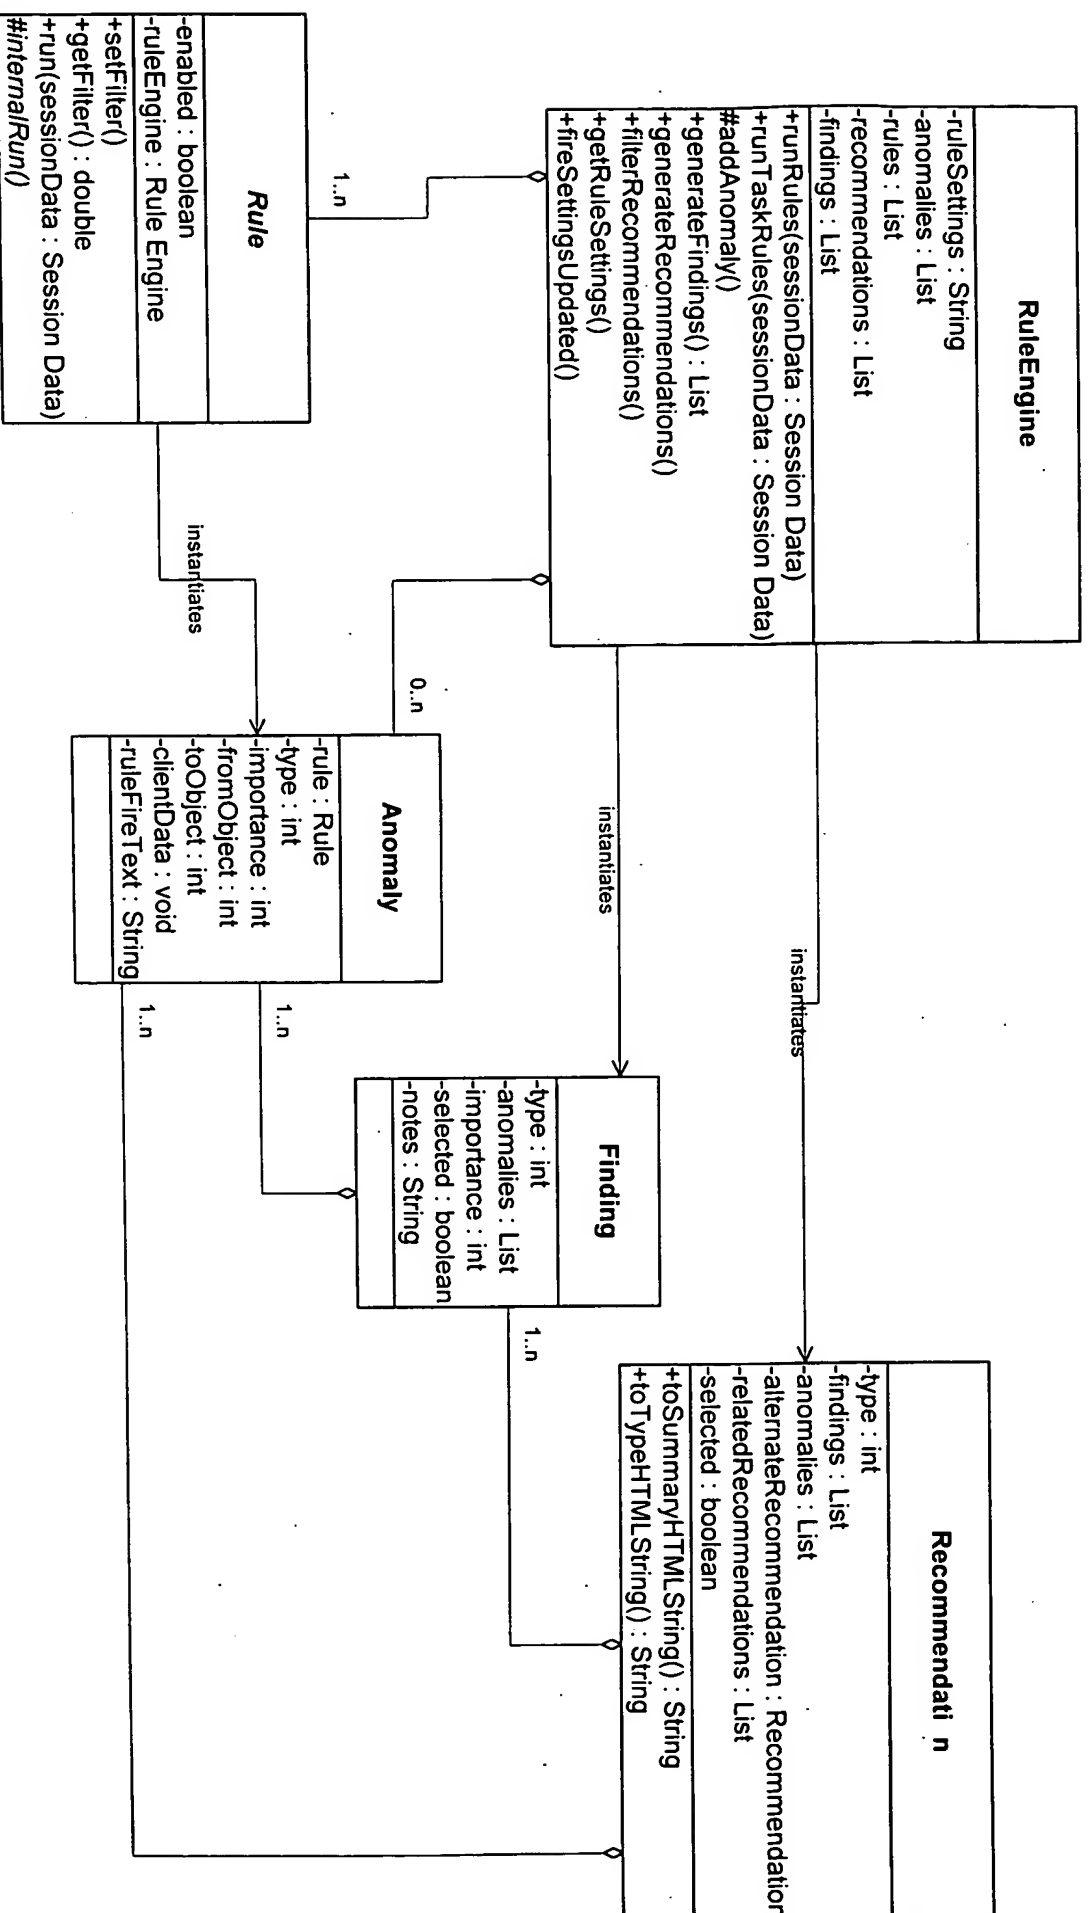 RuleEngine
-ruleSettings : String
-anomalies : List
-rules : List
-recommendations : List
-findings : List
+runRules(sessionData : Session Data)
+runTaskRules(sessionData : Session Data)
#addAnomaly()
+generateFindings() : List
+generateRecommendations()
+filterRecommendations()
+getRuleSettings()
+fireSettingsUpdated()
instantiates
instantiates
Recommendati n
-type : int
-findings : List
-anomalies : List
-alternateRecommendation : Recommendation
-relatedRecommendations : List
-selected : boolean
+toSummaryHTMLString() : String
+toTypeHTMLString() : String
Finding
-type : int
-anomalies : List
-importance : int
-selected : boolean
-notes : String
1..n
1..n
Rule
-enabled : boolean
-ruleEngine : Rule Engine
+setFilter()
+getFilter() : double
+run(sessionData : Session Data)
#internalRun()
instantiates
0..n
Anomaly
-rule : Rule
-type : int
-importance : int
-fromObject : int
-toObject : int
-clientData : void
-ruleFireText : String
1..n
1..n